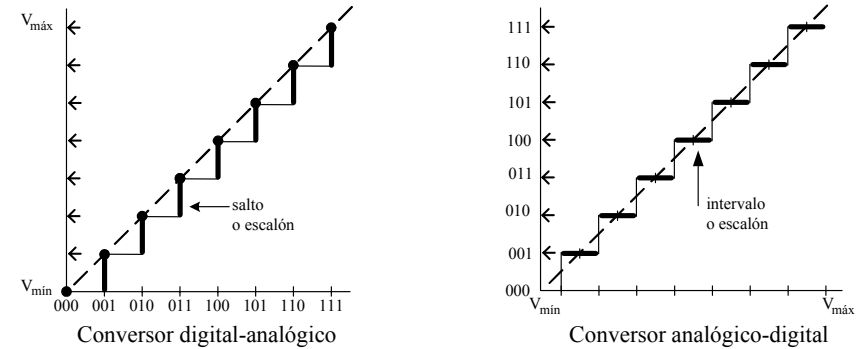 Vmáx
Vmín
000 001 010 011 100 101 110 111
salto
o escalón
Conversor digital-analógico
111
110
101
100
011
010
001
000
Vmín
Vmáx
intervalo
o escalón
Conversor analógico-digital